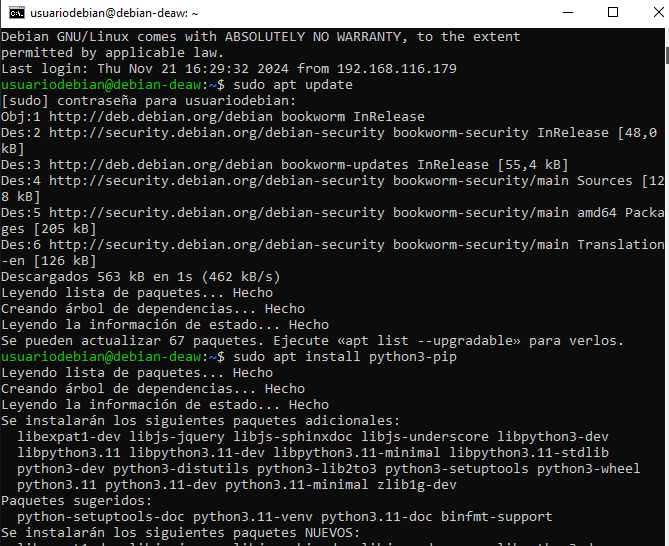 usuariodebian@debian-deaw: ~
Debian GNU/Linux comes with ABSOLUTELY NO WARRANTY, to the extent
permitted by applicable law.
Last login: Thu Nov 21 16:29:32 2024 from 192.168.116.179
usuariodebian@debian-deaw:~$ sudo apt update
[sudo] contraseña para usuariodebian:
Obj:1 http://deb.debian.org/debian bookworm InRelease
Des:2 http://security.debian.org/debian-security bookworm-security InRelease [48,0
kB]
Des:3 http://deb.debian.org/debian bookworm-updates InRelease [55,4 kB]
Des:4 http://security.debian.org/debian-security bookworm-security/main Sources [12
8 kB]
Des:5 http://security.debian.org/debian-security bookworm-security/main amd64 Packa
ges [205 kB]
Des:6 http://security.debian.org/debian-security bookworm-security/main Translation
-en [126 kB]
Descargados 563 kB en 1s (462 kB/s)
Leyendo lista de paquetes... Hecho
Creando árbol de dependencias... Hecho
Leyendo la información de estado... Hecho
Se pueden actualizar 67 paquetes. Ejecute «apt list --upgradable» para verlos.
usuariodebian@debian-deaw:~$ sudo apt install python3-pip
Leyendo lista de paquetes... Hecho
Creando árbol de dependencias... Hecho
Leyendo la información de estado... Hecho
Se instalarán los siguientes paquetes adicionales:
  libexpat1-dev libjs-jquery libjs-sphinxdoc libjs-underscore libpython3-dev
  libpython3.11 libpython3.11-dev libpython3.11-minimal libpython3.11-stdlib
  python3-dev python3-distutils python3-lib2to3 python3-setuptools python3-wheel
  python3.11 python3.11-dev python3.11-minimal zlib1g-dev
Paquetes sugeridos:
  python-setuptools-doc python3.11-venv python3.11-doc binfmt-support
Se instalarán los siguientes paquetes NUEVOS: